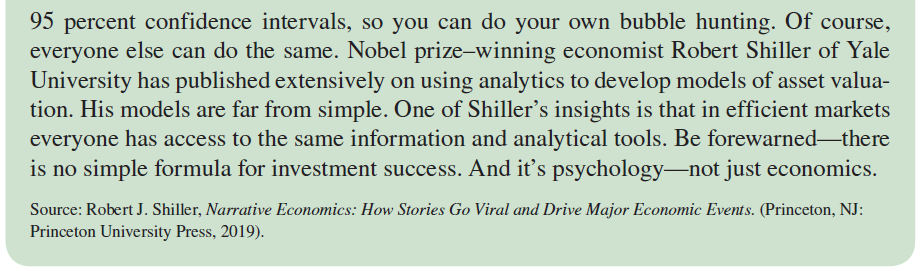 95 percent confidence intervals, so you can do your own bubble hunting. Of course,
everyone else can do the same. Nobel prize–winning economist Robert Shiller of Yale
University has published extensively on using analytics to develop models of asset valua-
tion. His models are far from simple. One of Shiller’s insights is that in efficient markets
everyone has access to the same information and analytical tools. Be forewarned—there
is no simple formula for investment success. And it’s psychology—not just economics.
Source: Robert J. Shiller, Narrative Economics: How Stories Go Viral and Drive Major Economic Events. (Princeton, NJ:
Princeton University Press, 2019).